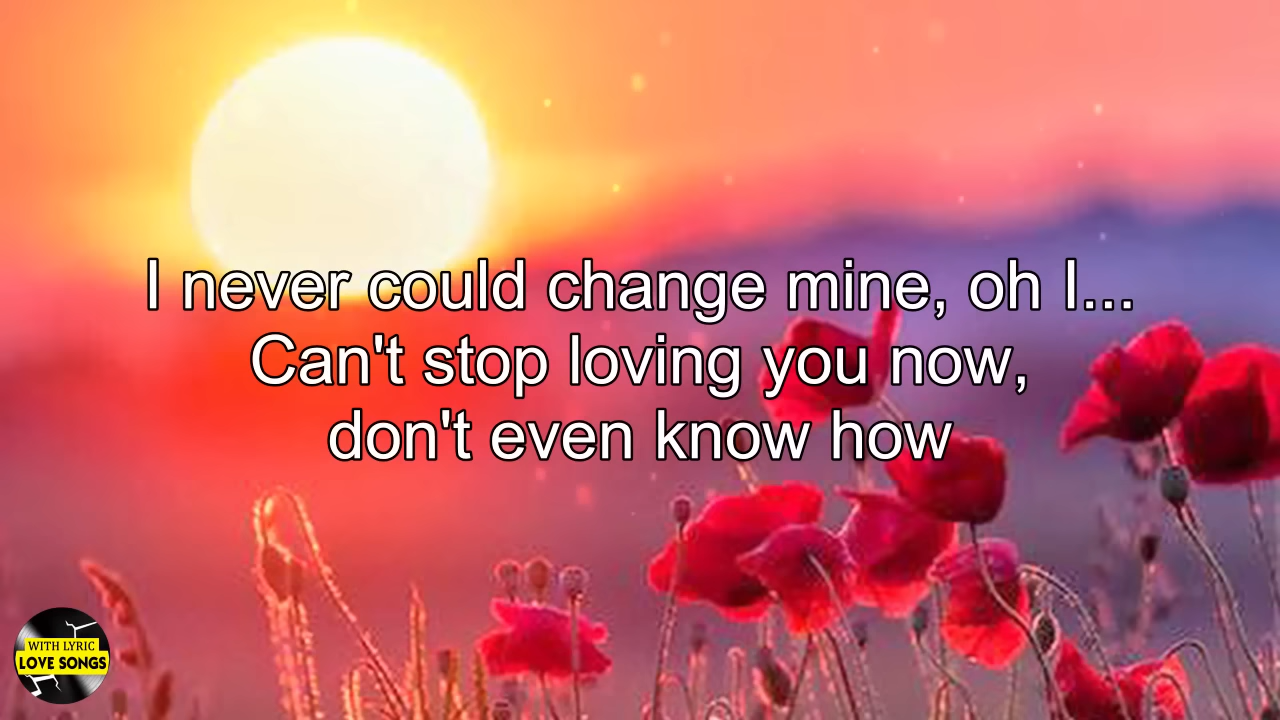 I never could change mine, oh I...
Can't stop loving you now,
don't even know how
WITH LYRIC
LOVE SONGS